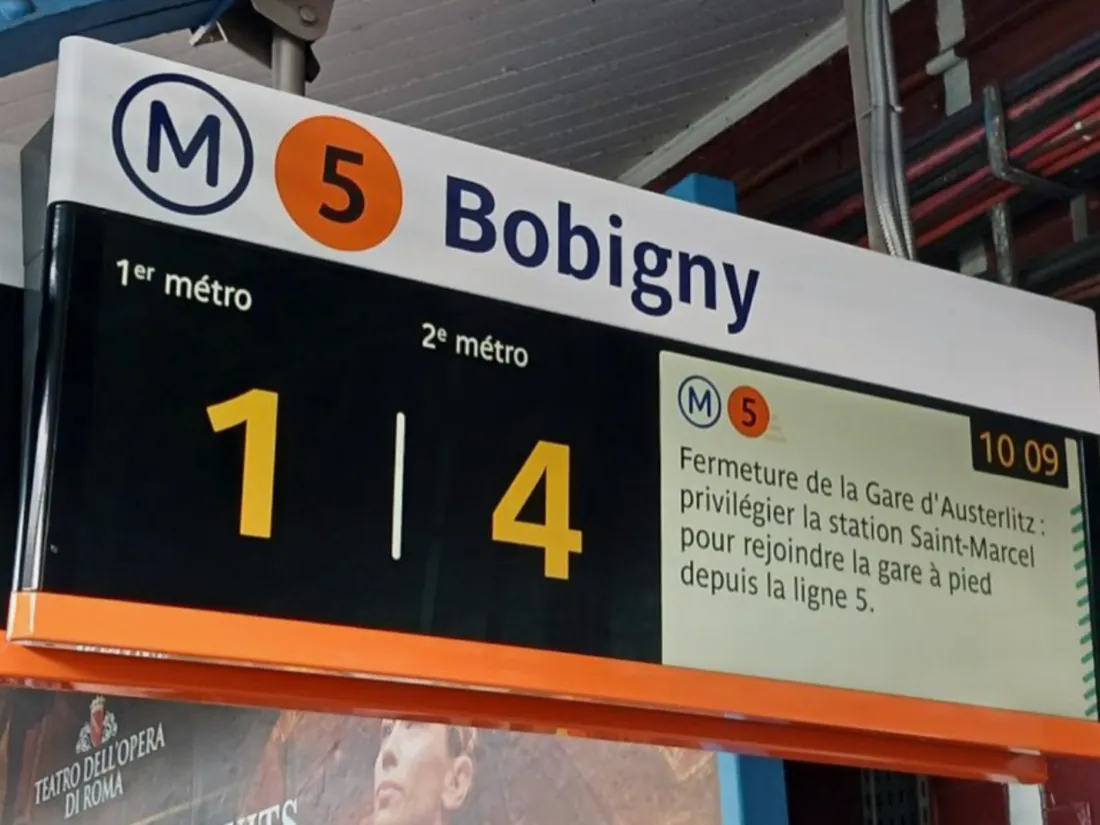 M 5 Bobigny
1er métro
2e métro
1
4
M 5
10 09
Fermeture de la Gare d'Austerlitz :
privilégier la station Saint-Marcel
pour rejoindre la gare à pied
depuis la ligne 5.
TEATRO DELL'OPERA
DI ROMA